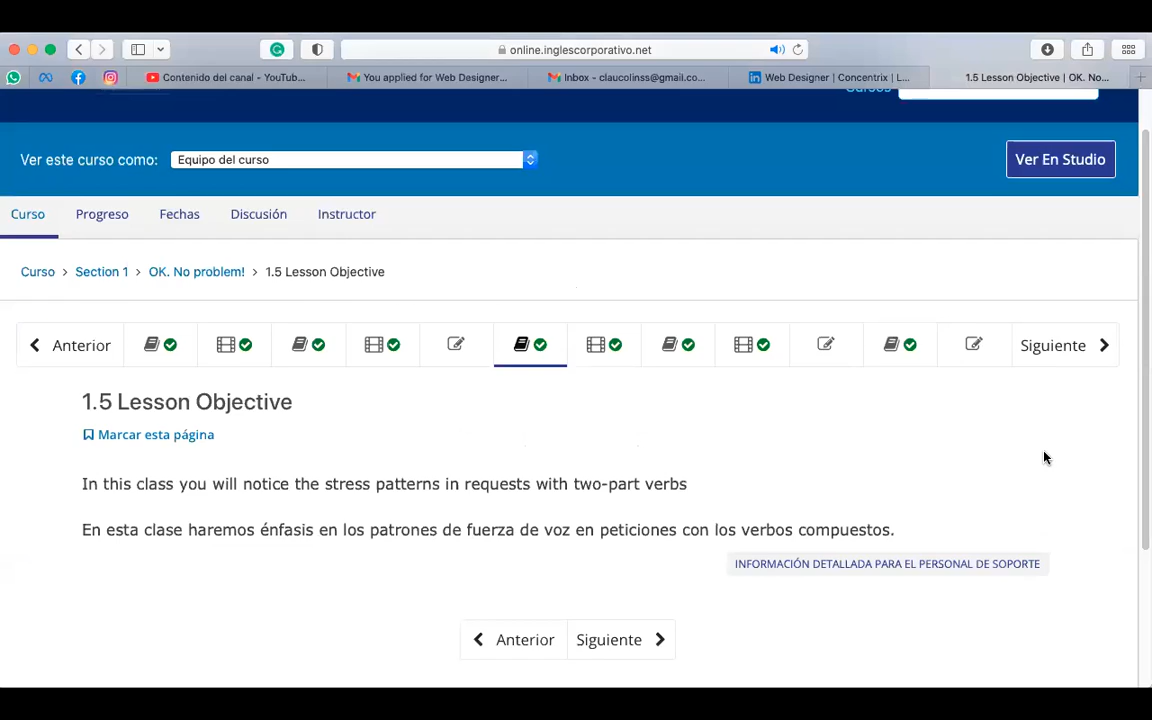 online.inglescorporativo.net
Contenido del canal - YouTub...
You applied for Web Designer...
Inbox - claucolinss@gmail.co...
Web Designer | Concentrix | L...
1.5 Lesson Objective | OK. No...
Cursos
Ver este curso como:
Equipo del curso
Ver En Studio
Curso
Progreso
Fechas
Discusión
Instructor
Curso > Section 1 > OK. No problem! > 1.5 Lesson Objective
Anterior
Siguiente
1.5 Lesson Objective
Marcar esta página
In this class you will notice the stress patterns in requests with two-part verbs
En esta clase haremos énfasis en los patrones de fuerza de voz en peticiones con los verbos compuestos.
INFORMACIÓN DETALLADA PARA EL PERSONAL DE SOPORTE
Anterior
Siguiente